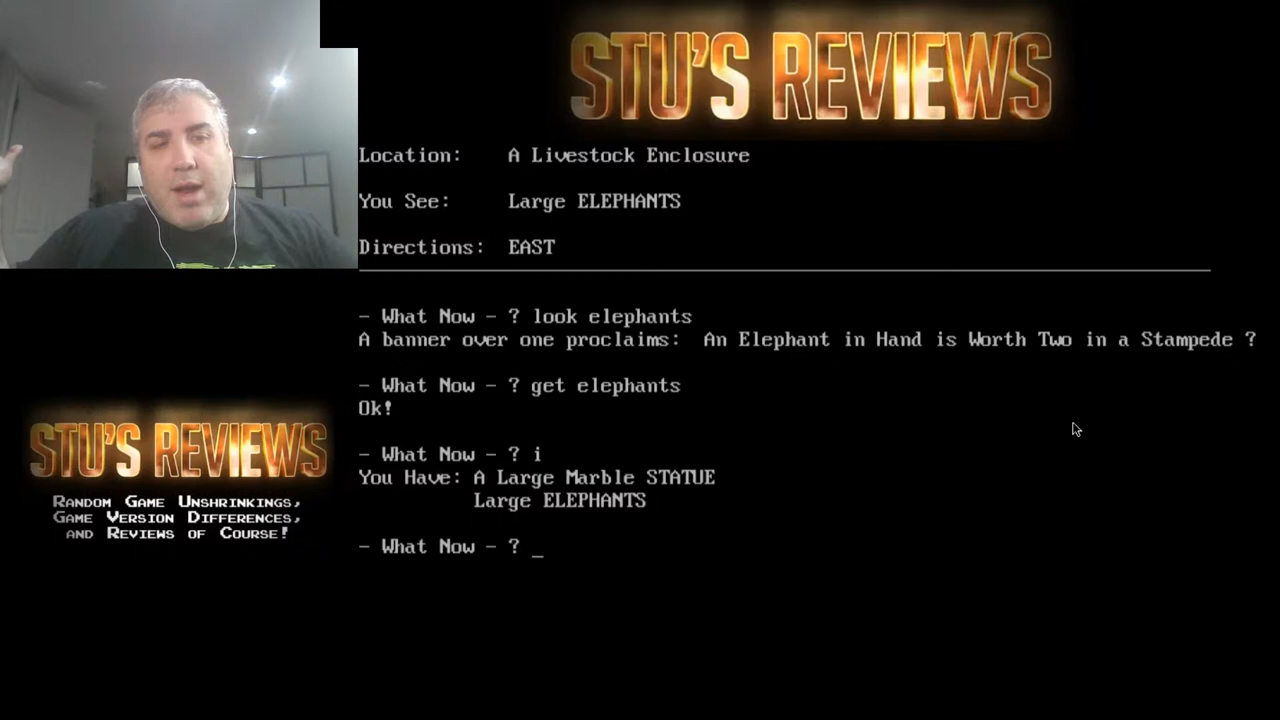 STU'S REVIEWS
Location: A Livestock Enclosure
You See: Large ELEPHANTS
Directions: EAST
- What Now - ? look elephants
A banner over one proclaims: An Elephant in Hand is Worth Two in a Stampede ?
- What Now - ? get elephants
Ok!
- What Now - ? i
You Have: A Large Marble STATUE
Large ELEPHANTS
- What Now - ? _
STU'S REVIEWS
RANDOM GAME UNSHRINKINGS,
GAME VERSION DIFFERENCES,
AND REVIEWS OF COURSE!